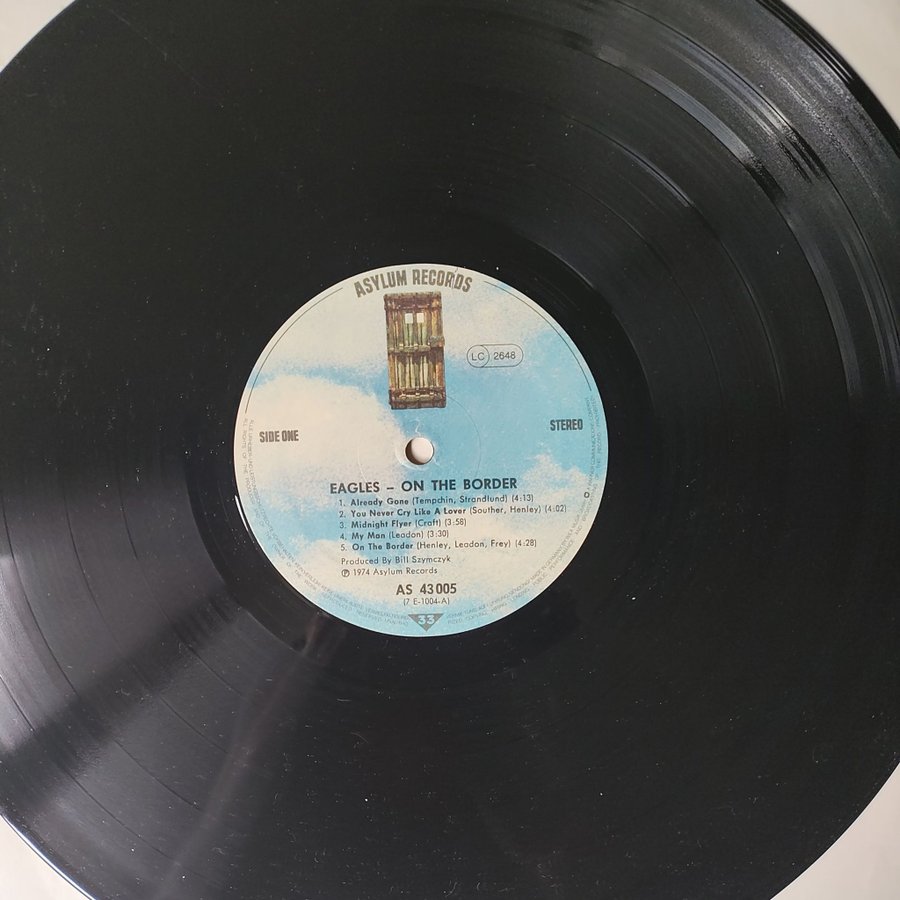 ASYLUM RECORDS
LC 2648
SIDE ONE
STEREO
EAGLES – ON THE BORDER
1. Already Gone (Tempchin, Strandlund) (4:13)
2. You Never Cry Like A Lover (Souther, Henley) (4:02)
3. Midnight Flyer (Craft) (3:58)
4. My Man (Leadon) (3:30)
5. On The Border (Henley, Leadon, Frey) (4:28)
Produced By Bill Szymczyk
Ⓟ 1974 Asylum Records
AS 43005
(7 E-1004-A)
33